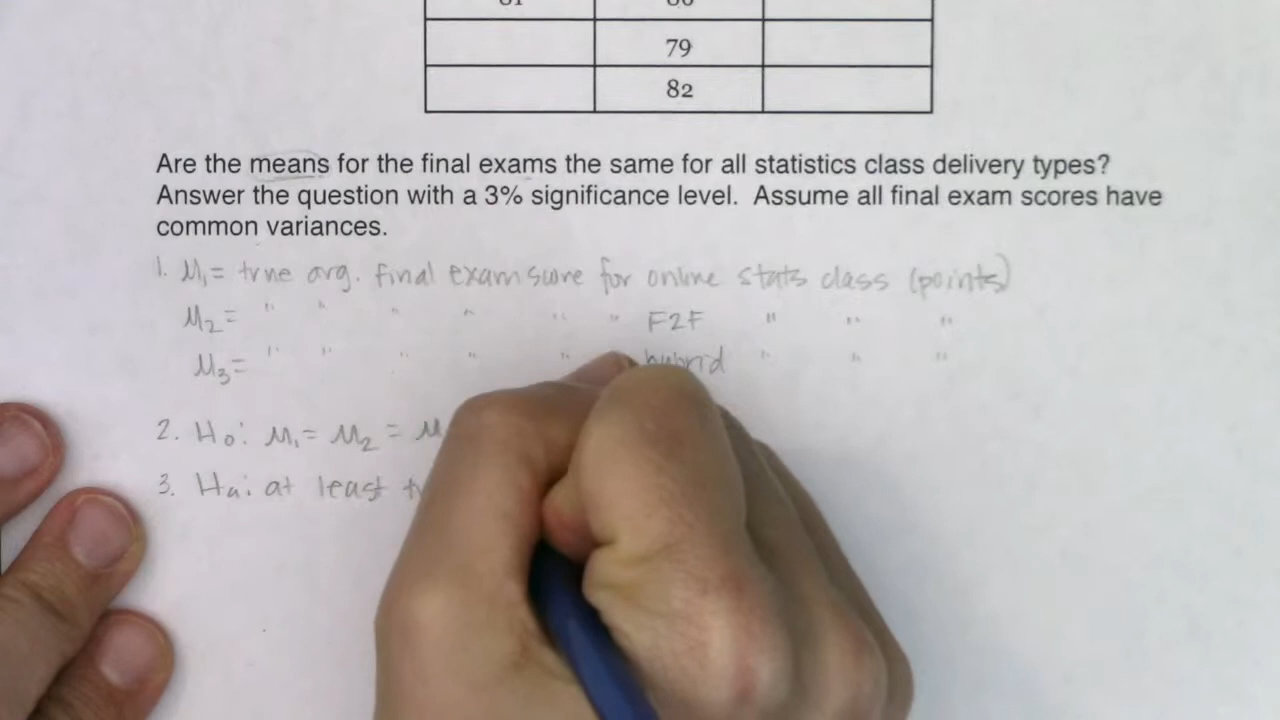 79
82
Are the means for the final exams the same for all statistics class delivery types?
Answer the question with a 3% significance level. Assume all final exam scores have
common variances.
1. μ₁ = true avg. final exam score for online stats class (points)
μ₂ = " " " " " " F2F " " "
μ₃ = " " " " " hybrid " " "
2. H₀: μ₁ = μ₂ = μ
3. Ha: at least